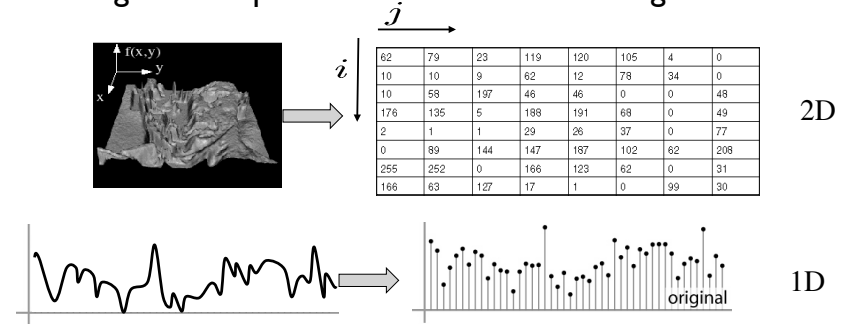 j
i
f(x,y)
y
x
62 79 23 119 120 105 4 0
10 10 9 62 12 78 34 0
10 58 197 46 46 0 0 48
176 135 5 188 191 68 0 49
2 1 1 29 26 37 0 77
0 89 144 147 187 102 62 208
255 252 0 166 123 62 0 31
166 63 127 17 1 0 99 30
2D
original
1D